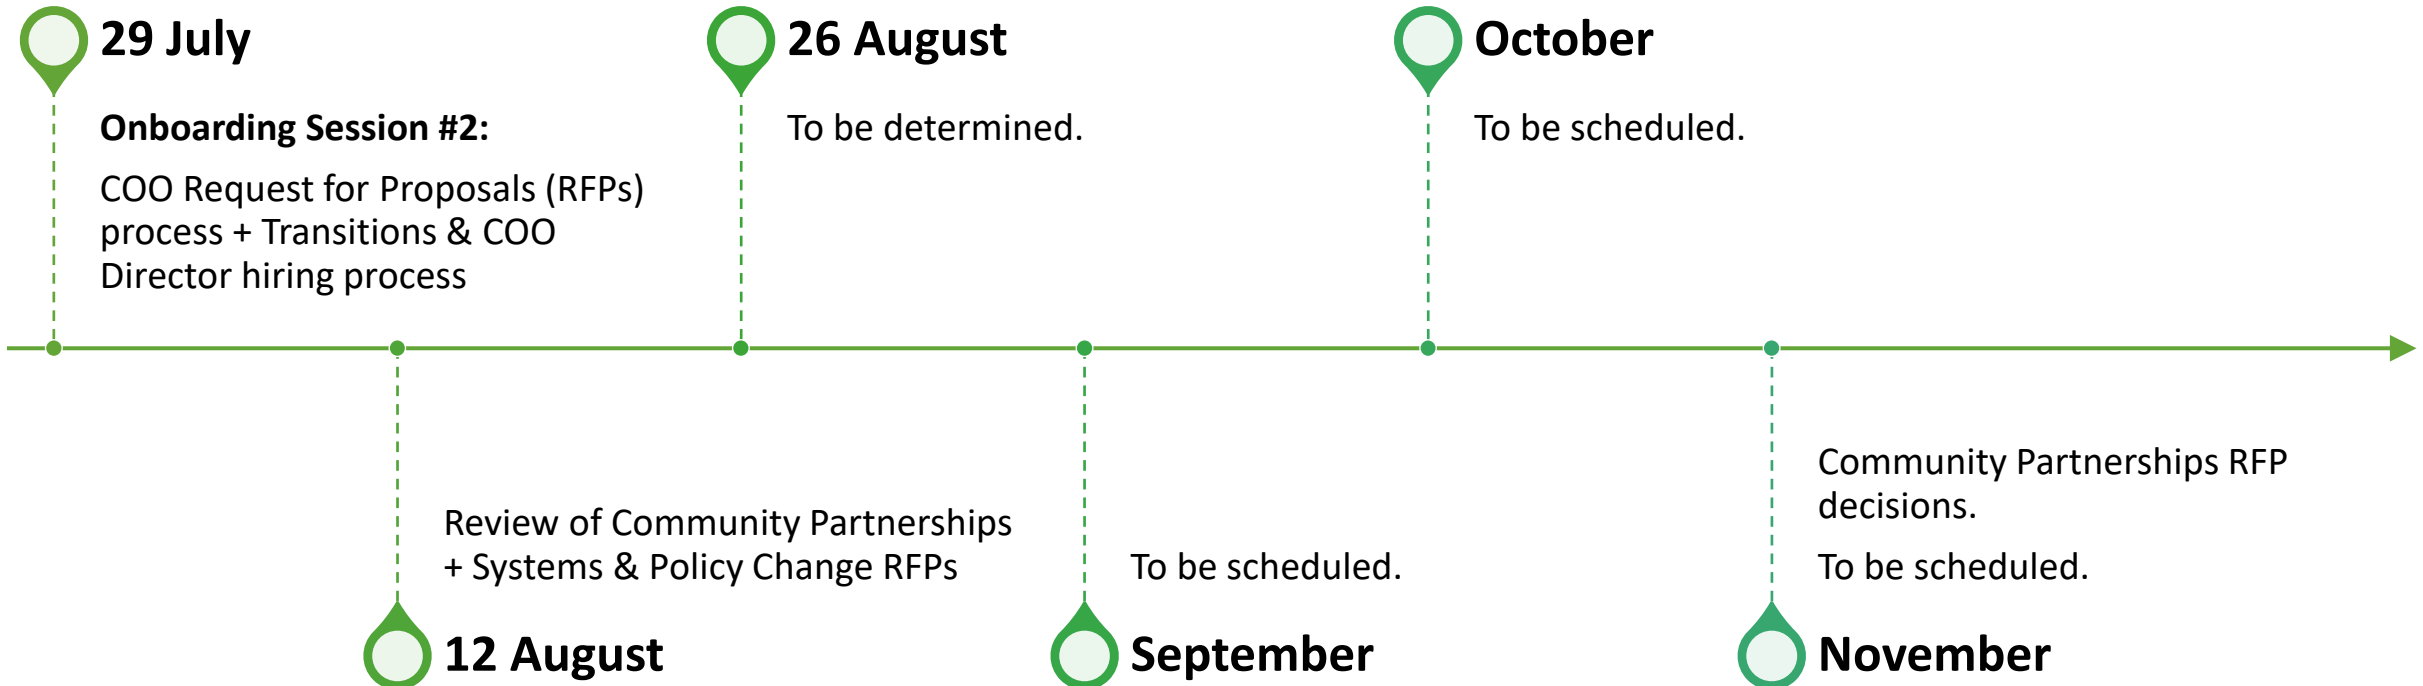 29 July
Onboarding Session #2:
COO Request for Proposals (RFPs)
process + Transitions & COO
Director hiring process
Review of Community Partnerships
+ Systems & Policy Change RFPs
12 August
26 August
To be determined.
To be scheduled.
September
October
To be scheduled.
Community Partnerships RFP
decisions.
To be scheduled.
November